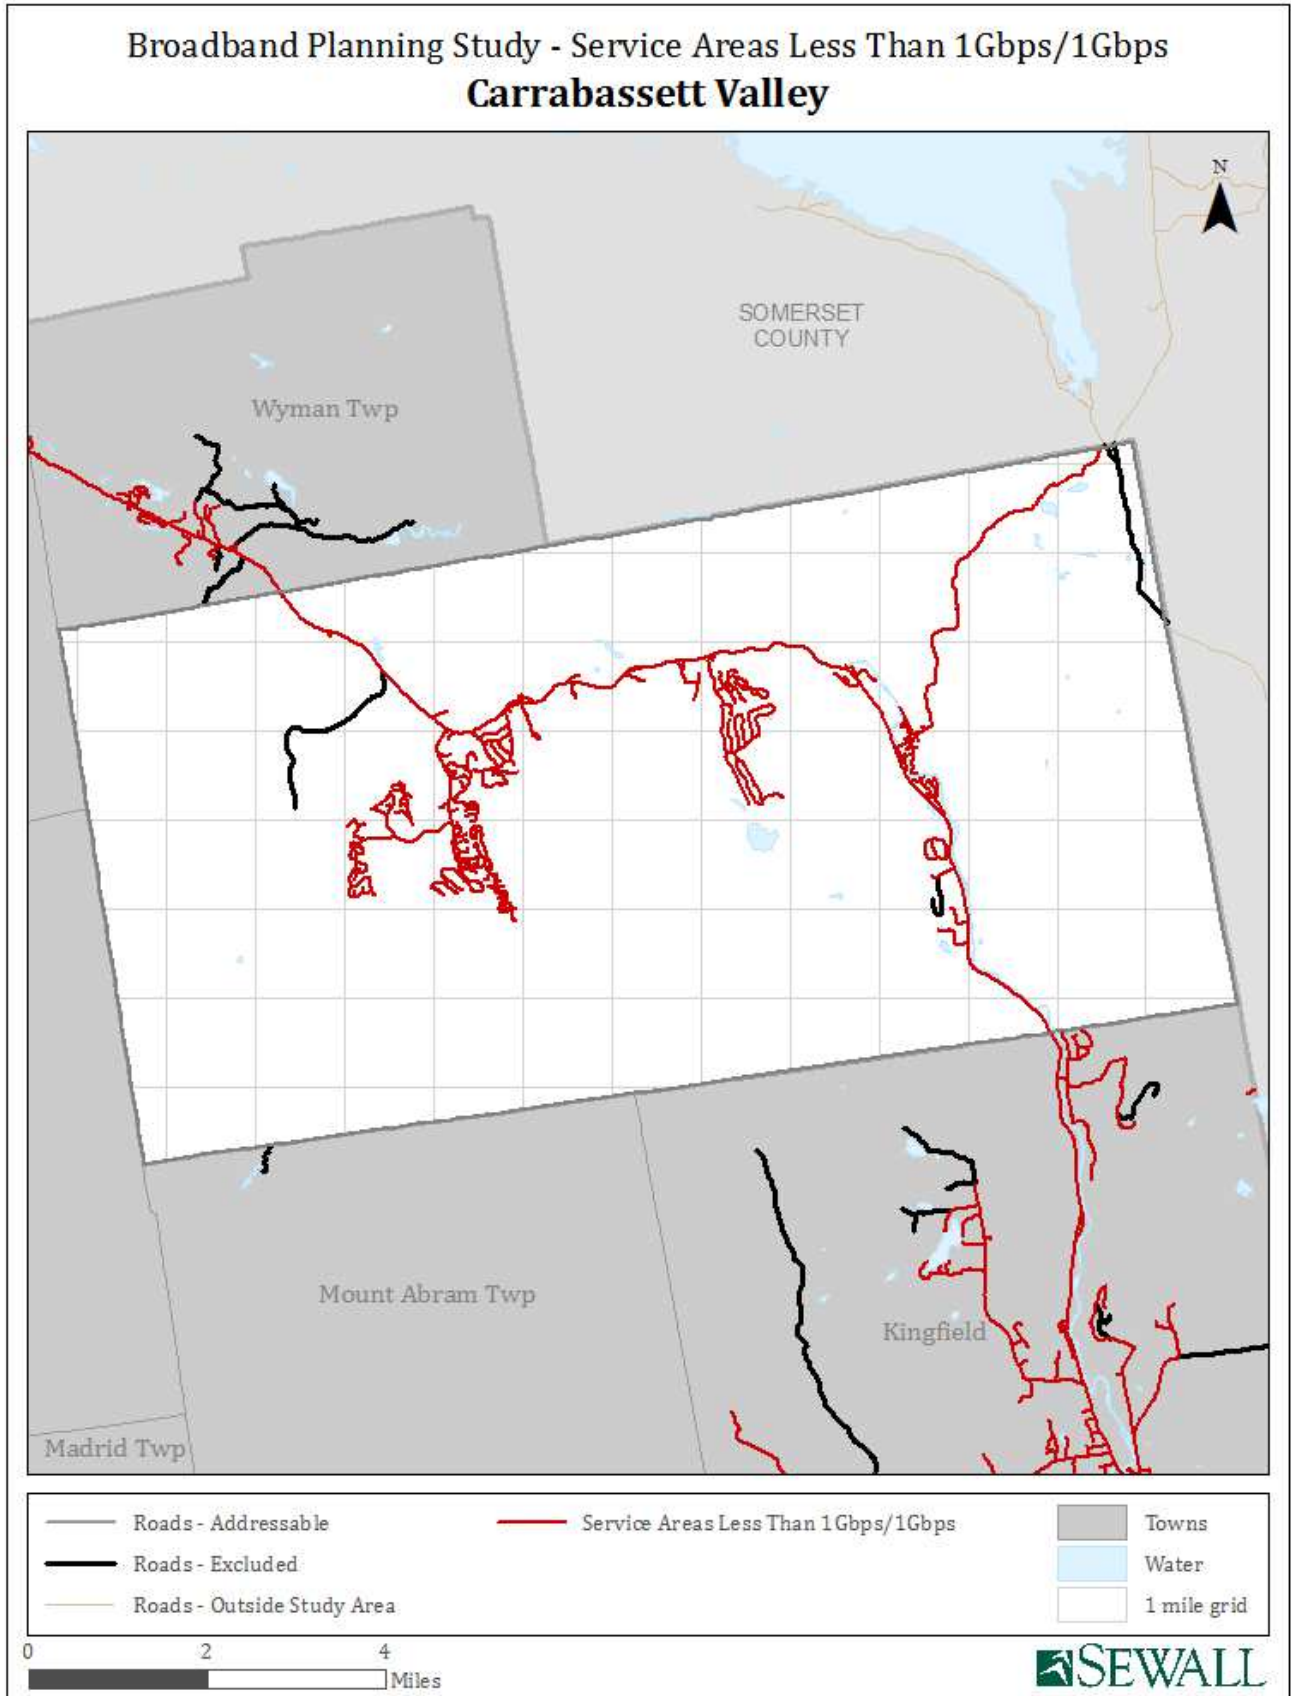 Broadband Planning Study - Service Areas Less Than 1Gbps/1Gbps
Carrabassett Valley
N
SOMERSET
COUNTY
Wyman Twp
Mount Abram Twp
Kingfield
Madrid Twp
Roads - Addressable
Service Areas Less Than 1Gbps/1Gbps
Towns
Roads - Excluded
Water
Roads - Outside Study Area
1 mile grid
0 2 4
Miles
SEWALL